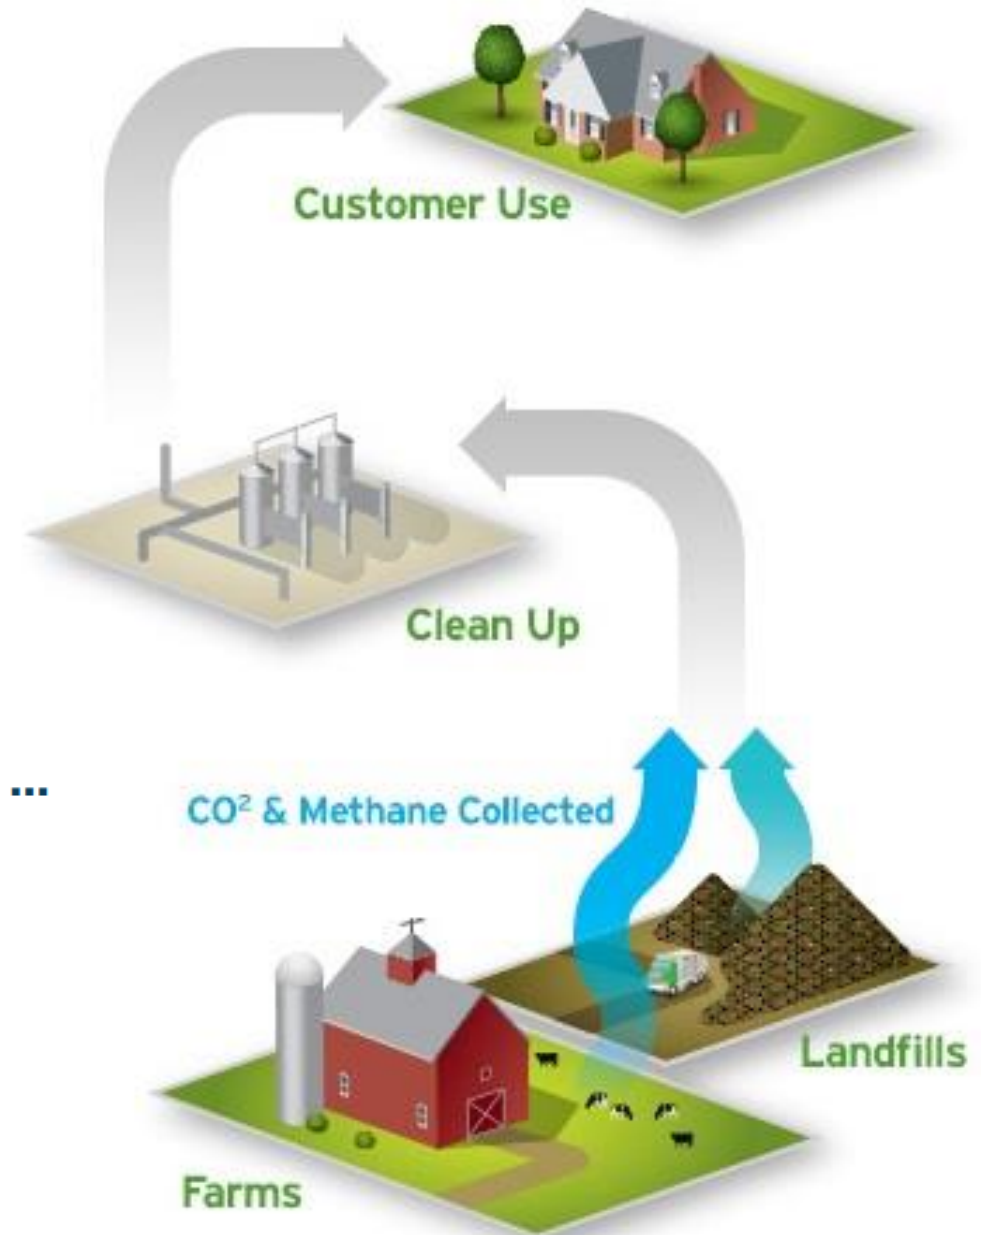 Customer Use
Clean Up
...
CO² & Methane Collected
Landfills
Farms